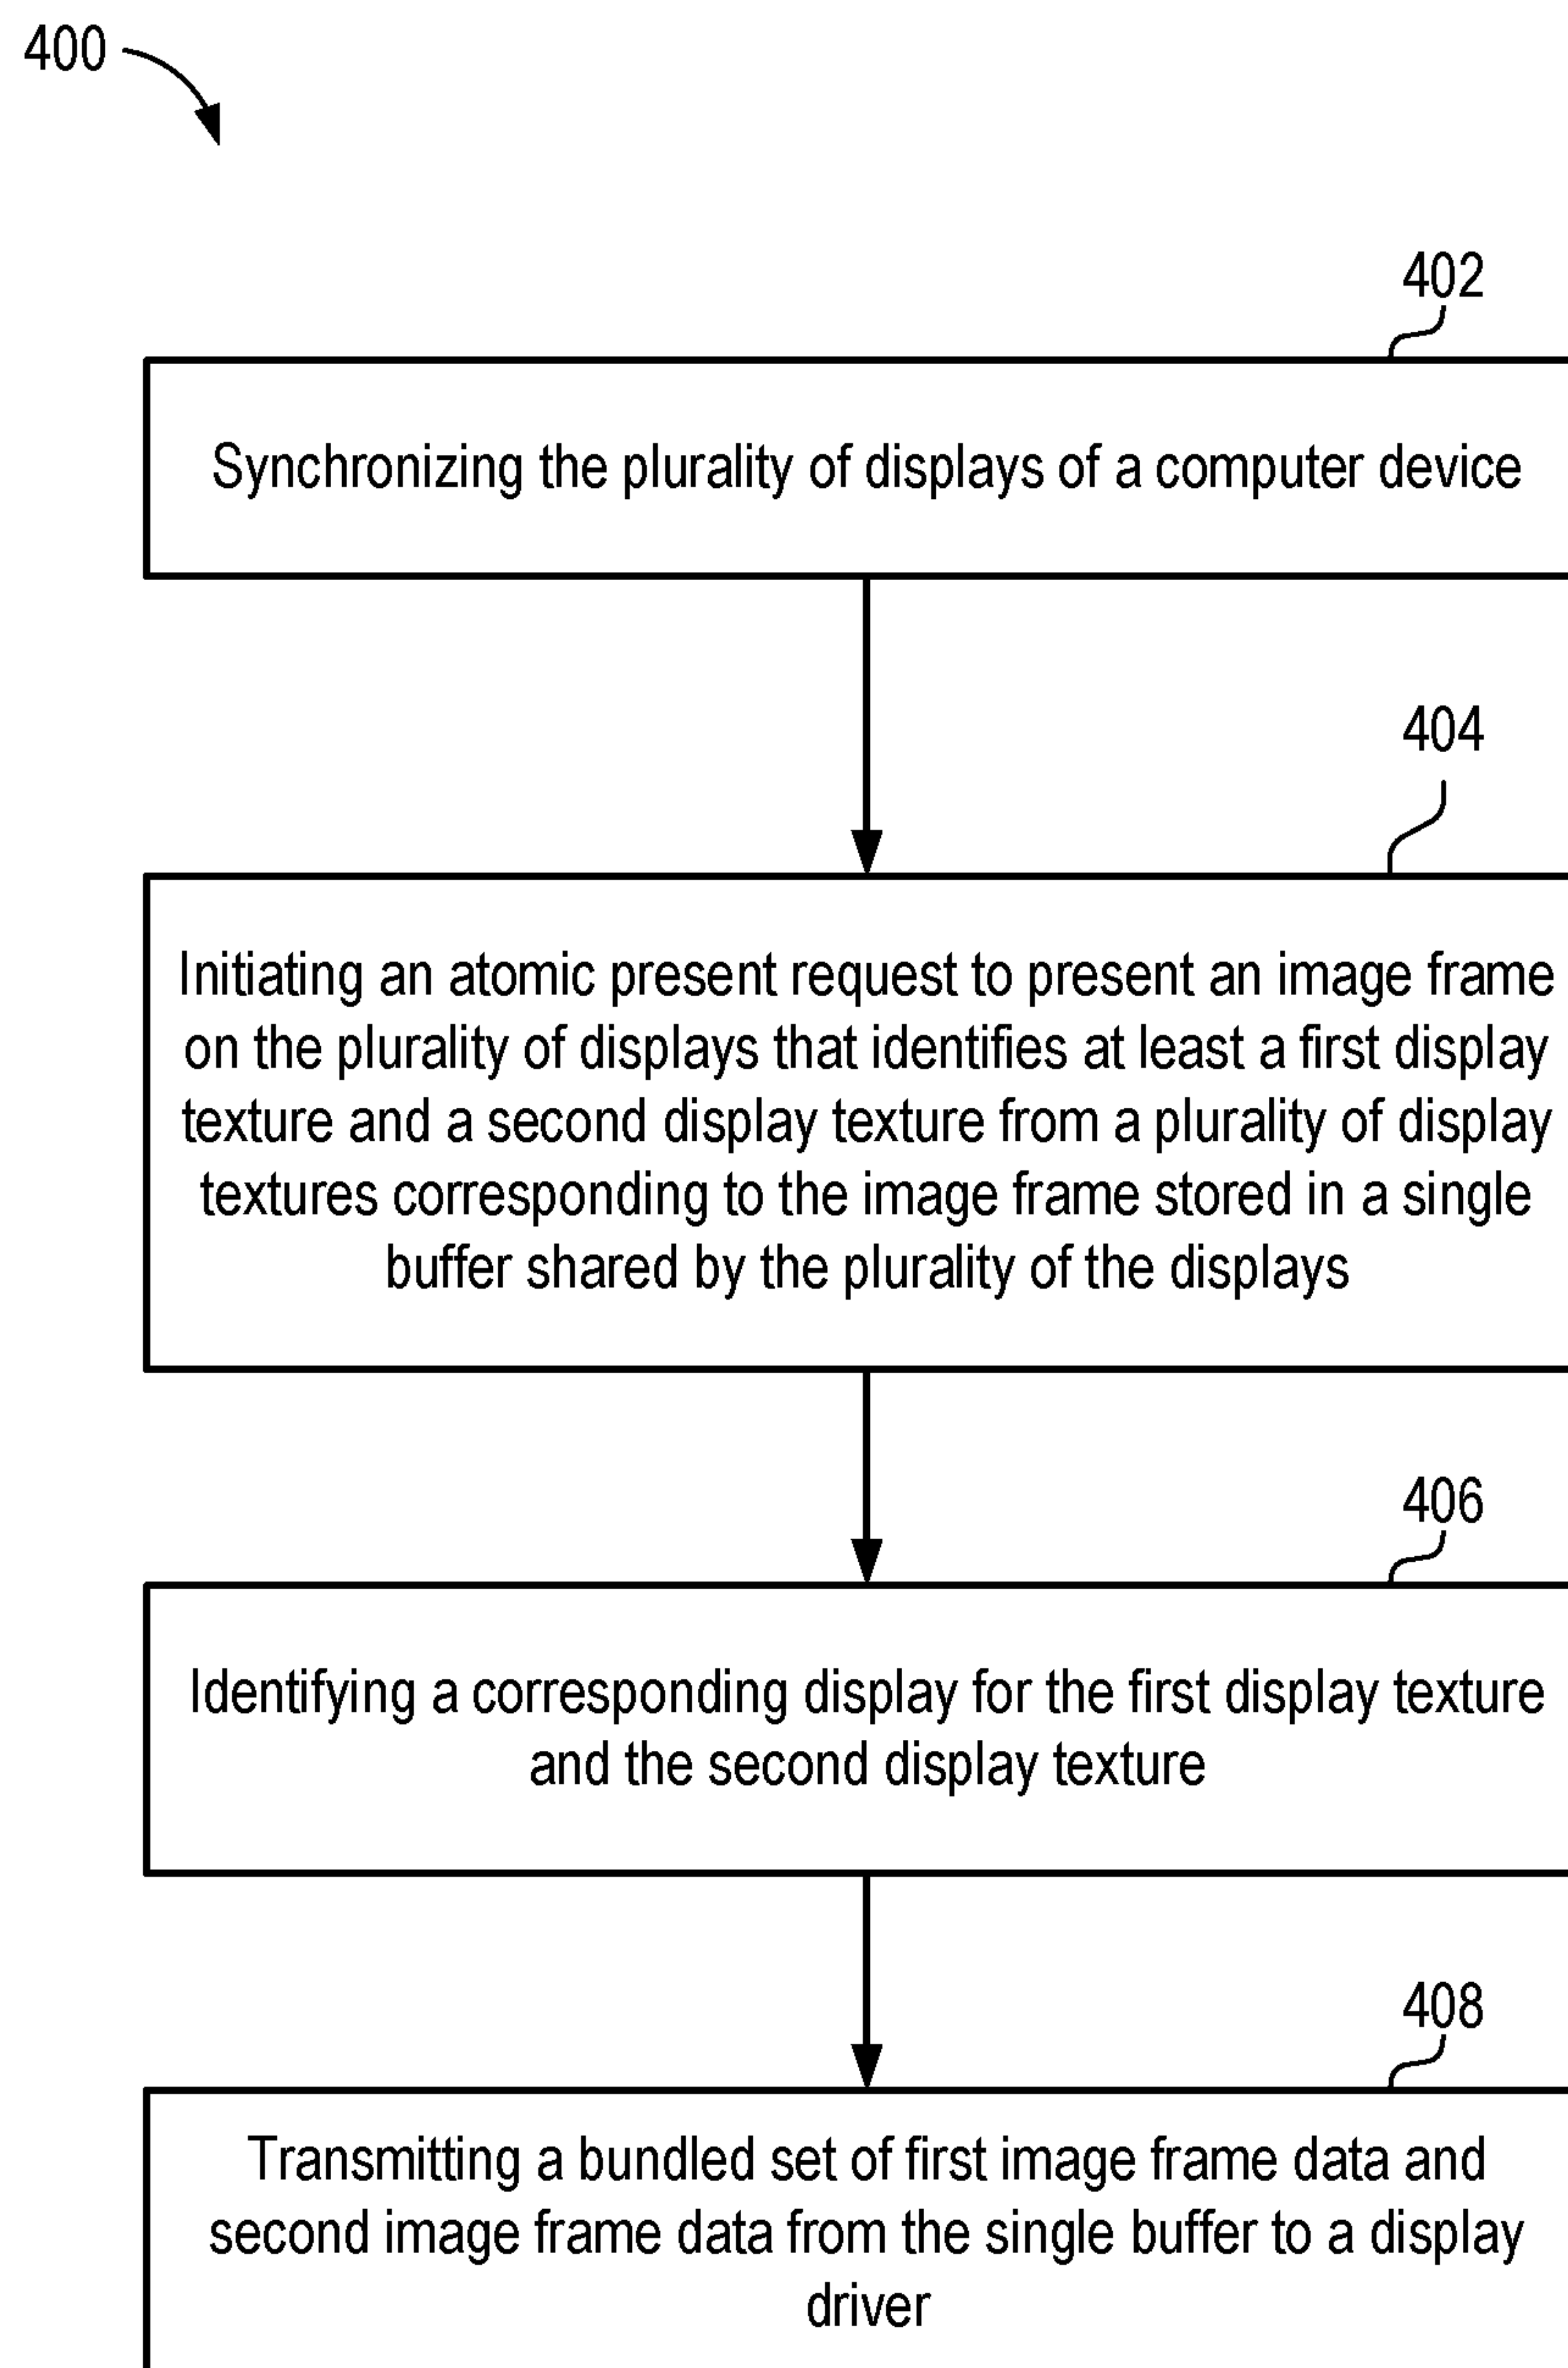 400
402
Synchronizing the plurality of displays of a computer device
404
Initiating an atomic present request to present an image frame
on the plurality of displays that identifies at least a first display
texture and a second display texture from a plurality of display
textures corresponding to the image frame stored in a single
buffer shared by the plurality of the displays
406
Identifying a corresponding display for the first display texture
and the second display texture
408
Transmitting a bundled set of first image frame data and
second image frame data from the single buffer to a display
driver